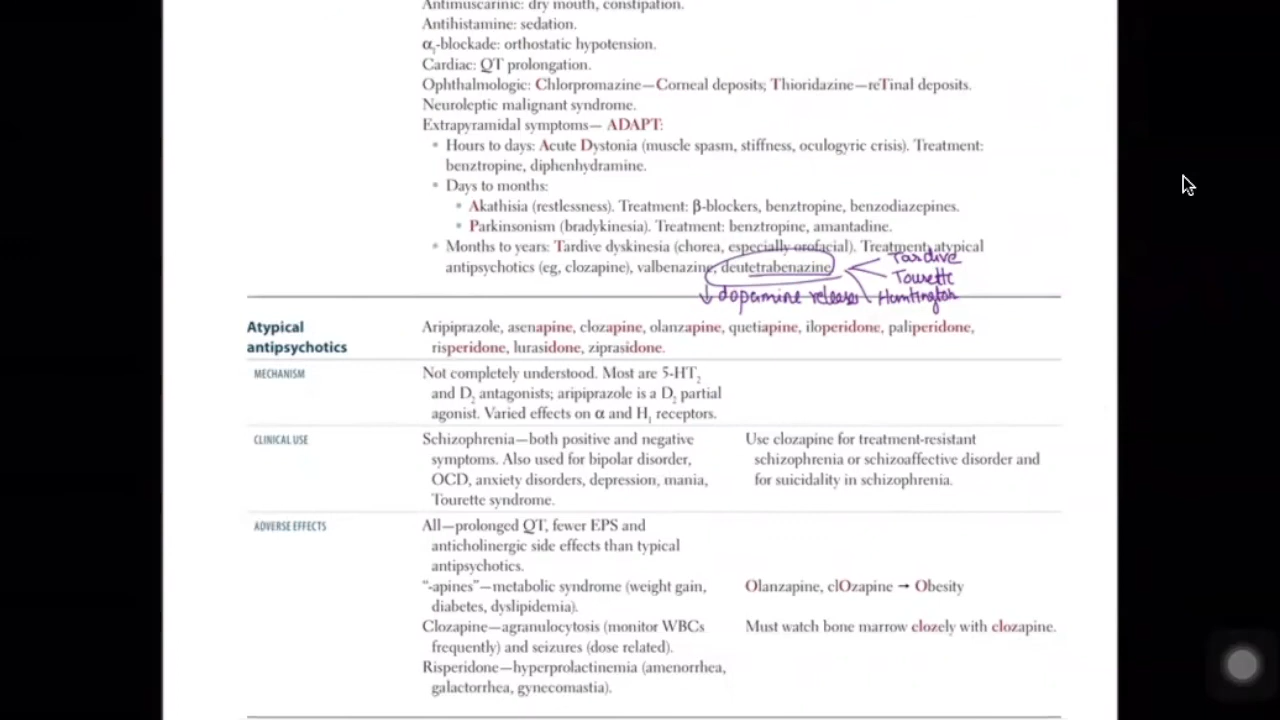 Antimuscarinic: dry mouth, constipation.
Antihistamine: sedation.
α₁-blockade: orthostatic hypotension.
Cardiac: QT prolongation.
Ophthalmologic: Chlorpromazine—Corneal deposits; Thioridazine—reTinal deposits.
Neuroleptic malignant syndrome.
Extrapyramidal symptoms— ADAPT:
• Hours to days: Acute Dystonia (muscle spasm, stiffness, oculogyric crisis). Treatment:
benztropine, diphenhydramine.
• Days to months:
• Akathisia (restlessness). Treatment: β-blockers, benztropine, benzodiazepines.
• Parkinsonism (bradykinesia). Treatment: benztropine, amantadine.
• Months to years: Tardive dyskinesia (chorea, especially orofacial). Treatment: atypical
antipsychotics (eg, clozapine), valbenazine, deutetrabenazine
Tardive
Tourette
↓ dopamine release Huntington
Atypical
antipsychotics
Aripiprazole, asenapine, clozapine, olanzapine, quetiapine, iloperidone, paliperidone,
risperidone, lurasidone, ziprasidone.
MECHANISM
Not completely understood. Most are 5-HT₂
and D₂ antagonists; aripiprazole is a D₂ partial
agonist. Varied effects on α and H₁ receptors.
CLINICAL USE
Schizophrenia—both positive and negative
symptoms. Also used for bipolar disorder,
OCD, anxiety disorders, depression, mania,
Tourette syndrome.
Use clozapine for treatment-resistant
schizophrenia or schizoaffective disorder and
for suicidality in schizophrenia.
ADVERSE EFFECTS
All—prolonged QT, fewer EPS and
anticholinergic side effects than typical
antipsychotics.
"-apines"—metabolic syndrome (weight gain,
diabetes, dyslipidemia).
Olanzapine, clOzapine → Obesity
Clozapine—agranulocytosis (monitor WBCs
frequently) and seizures (dose related).
Must watch bone marrow clozely with clozapine.
Risperidone—hyperprolactinemia (amenorrhea,
galactorrhea, gynecomastia).